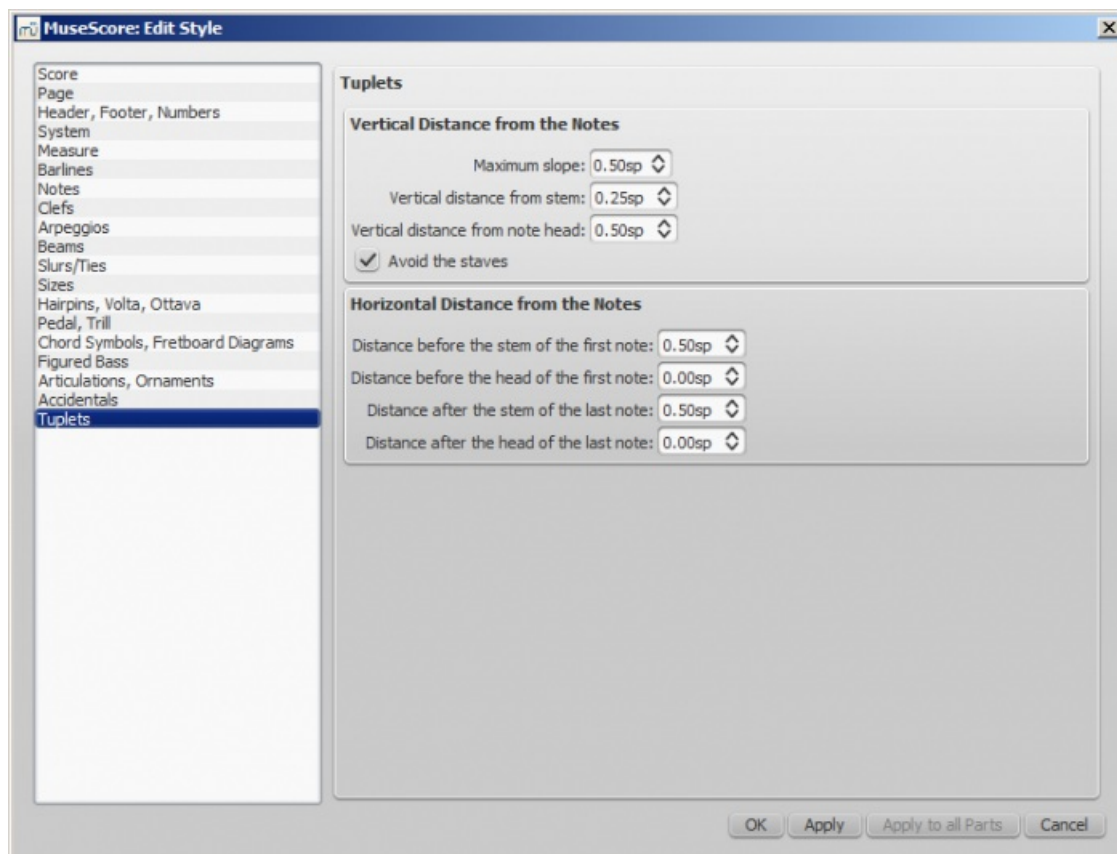 MuseScore: Edit Style
Score
Page
Header, Footer, Numbers
System
Measure
Barlines
Notes
Clefs
Arpeggios
Beams
Slurs/Ties
Sizes
Hairpins, Volta, Ottava
Pedal, Trill
Chord Symbols, Fretboard Diagrams
Figured Bass
Articulations, Ornaments
Accidentals
Tuplets
Tuplets
Vertical Distance from the Notes
Maximum slope: 0.50sp
Vertical distance from stem: 0.25sp
Vertical distance from note head: 0.50sp
Avoid the staves
Horizontal Distance from the Notes
Distance before the stem of the first note: 0.50sp
Distance before the head of the first note: 0.00sp
Distance after the stem of the last note: 0.50sp
Distance after the head of the last note: 0.00sp
OK Apply Apply to all Parts Cancel